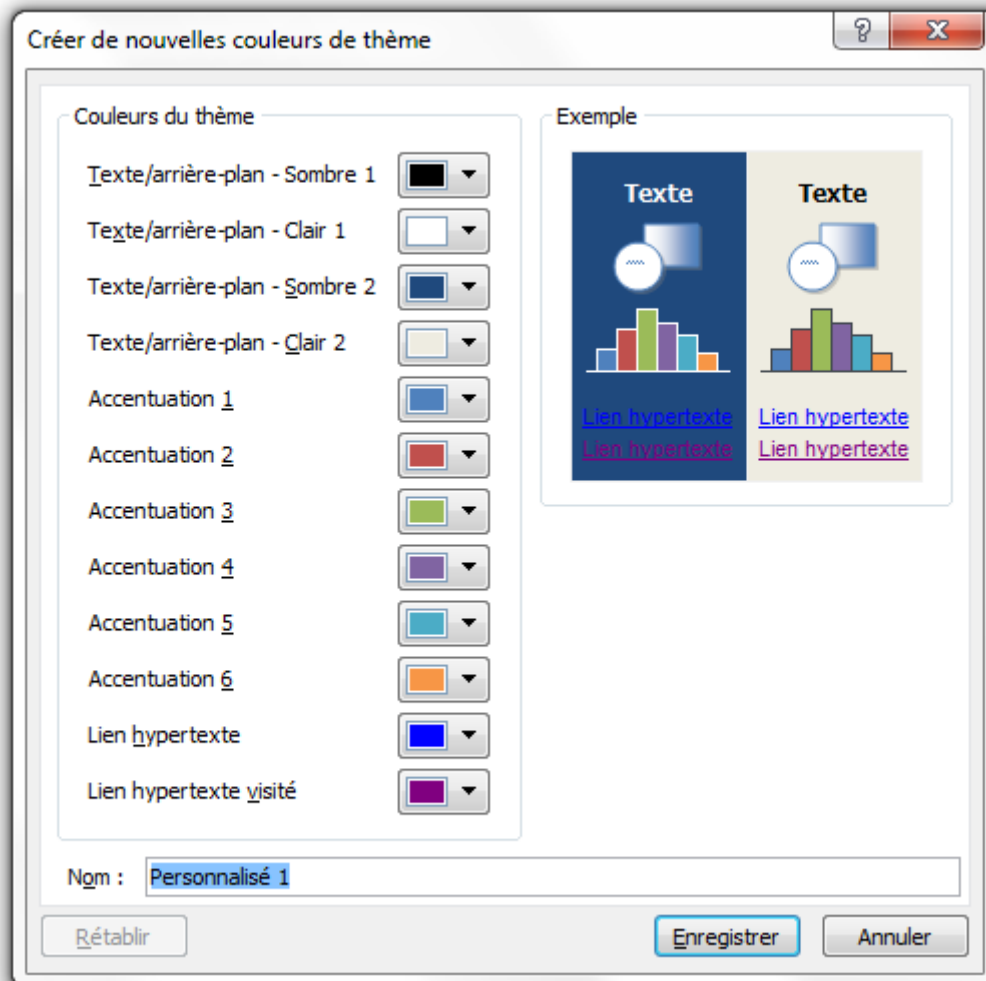 Créer de nouvelles couleurs de thème
Couleurs du thème
Texte/arrière-plan - Sombre 1
Texte/arrière-plan - Clair 1
Texte/arrière-plan - Sombre 2
Texte/arrière-plan - Clair 2
Accentuation 1
Accentuation 2
Accentuation 3
Accentuation 4
Accentuation 5
Accentuation 6
Lien hypertexte
Lien hypertexte visité
Exemple
Texte Texte
Lien hypertexte Lien hypertexte
Lien hypertexte Lien hypertexte
Nom : Personnalisé 1
Rétablir Enregistrer Annuler